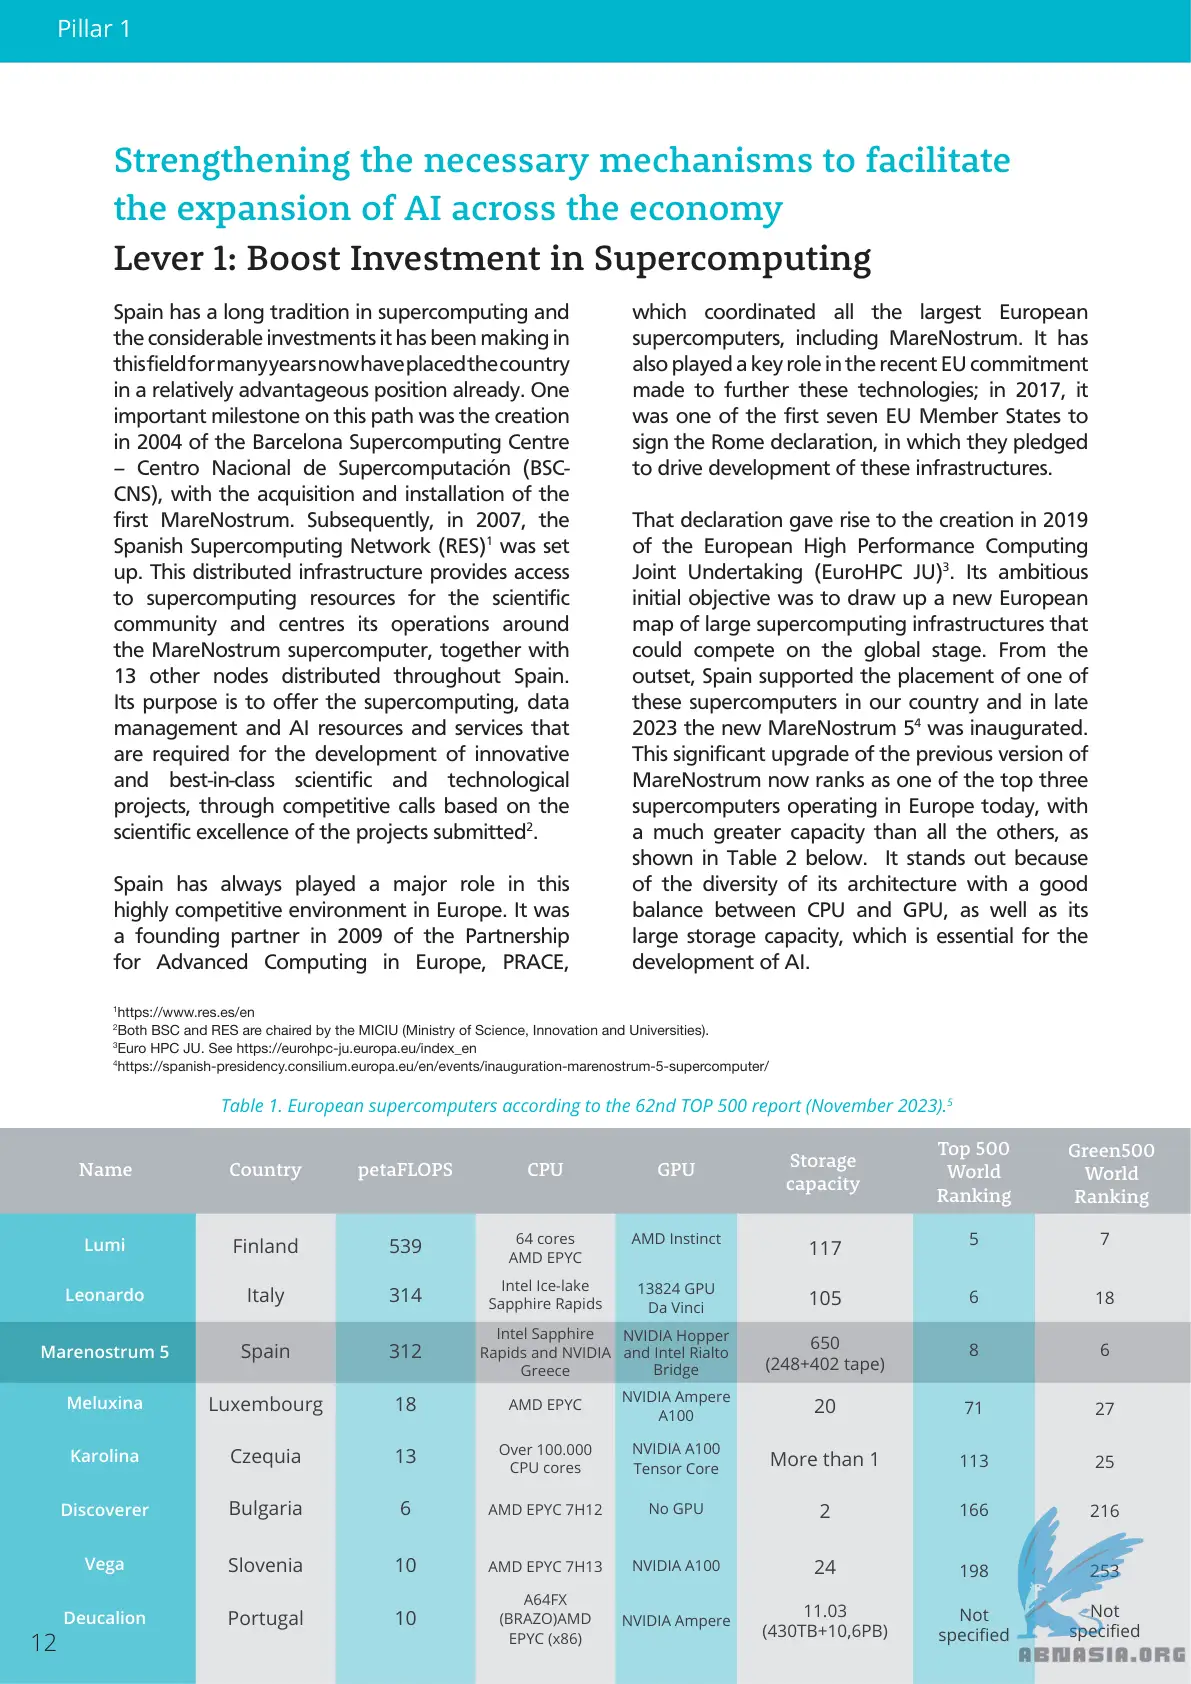 Pillar 1
Strengthening the necessary mechanisms to facilitate
the expansion of AI across the economy
Lever 1: Boost Investment in Supercomputing
Spain has a long tradition in supercomputing and
the considerable investments it has been making in
this field for many years now have placed the country
in a relatively advantageous position already. One
important milestone on this path was the creation
in 2004 of the Barcelona Supercomputing Centre
– Centro Nacional de Supercomputación (BSC-
CNS), with the acquisition and installation of the
first MareNostrum. Subsequently, in 2007, the
Spanish Supercomputing Network (RES)¹ was set
up. This distributed infrastructure provides access
to supercomputing resources for the scientific
community and centres its operations around
the MareNostrum supercomputer, together with
13 other nodes distributed throughout Spain.
Its purpose is to offer the supercomputing, data
management and AI resources and services that
are required for the development of innovative
and best-in-class scientific and technological
projects, through competitive calls based on the
scientific excellence of the projects submitted².
Spain has always played a major role in this
highly competitive environment in Europe. It was
a founding partner in 2009 of the Partnership
for Advanced Computing in Europe, PRACE,
which coordinated all the largest European
supercomputers, including MareNostrum. It has
also played a key role in the recent EU commitment
made to further these technologies; in 2017, it
was one of the first seven EU Member States to
sign the Rome declaration, in which they pledged
to drive development of these infrastructures.
That declaration gave rise to the creation in 2019
of the European High Performance Computing
Joint Undertaking (EuroHPC JU)³. Its ambitious
initial objective was to draw up a new European
map of large supercomputing infrastructures that
could compete on the global stage. From the
outset, Spain supported the placement of one of
these supercomputers in our country and in late
2023 the new MareNostrum 5⁴ was inaugurated.
This significant upgrade of the previous version of
MareNostrum now ranks as one of the top three
supercomputers operating in Europe today, with
a much greater capacity than all the others, as
shown in Table 2 below. It stands out because
of the diversity of its architecture with a good
balance between CPU and GPU, as well as its
large storage capacity, which is essential for the
development of AI.
¹https://www.res.es/en
²Both BSC and RES are chaired by the MICIU (Ministry of Science, Innovation and Universities).
³Euro HPC JU. See https://eurohpc-ju.europa.eu/index_en
⁴https://spanish-presidency.consilium.europa.eu/en/events/inauguration-marenostrum-5-supercomputer/
Table 1. European supercomputers according to the 62nd TOP 500 report (November 2023).⁵
Name Country petaFLOPS CPU GPU Storage capacity Top 500 World Ranking Green500 World Ranking
Lumi Finland 539 64 cores AMD EPYC AMD Instinct 117 5 7
Leonardo Italy 314 Intel Ice-lake Sapphire Rapids 13824 GPU Da Vinci 105 6 18
Marenostrum 5 Spain 312 Intel Sapphire Rapids and NVIDIA Greece NVIDIA Hopper and Intel Rialto Bridge 650 (248+402 tape) 8 6
Meluxina Luxembourg 18 AMD EPYC NVIDIA Ampere A100 20 71 27
Karolina Czequia 13 Over 100.000 CPU cores NVIDIA A100 Tensor Core More than 1 113 25
Discoverer Bulgaria 6 AMD EPYC 7H12 No GPU 2 166 216
Vega Slovenia 10 AMD EPYC 7H13 NVIDIA A100 24 198 253
Deucalion Portugal 10 A64FX (BRAZO)AMD EPYC (x86) NVIDIA Ampere 11.03 (430TB+10,6PB) Not specified Not specified
12
ABNASIA.ORG